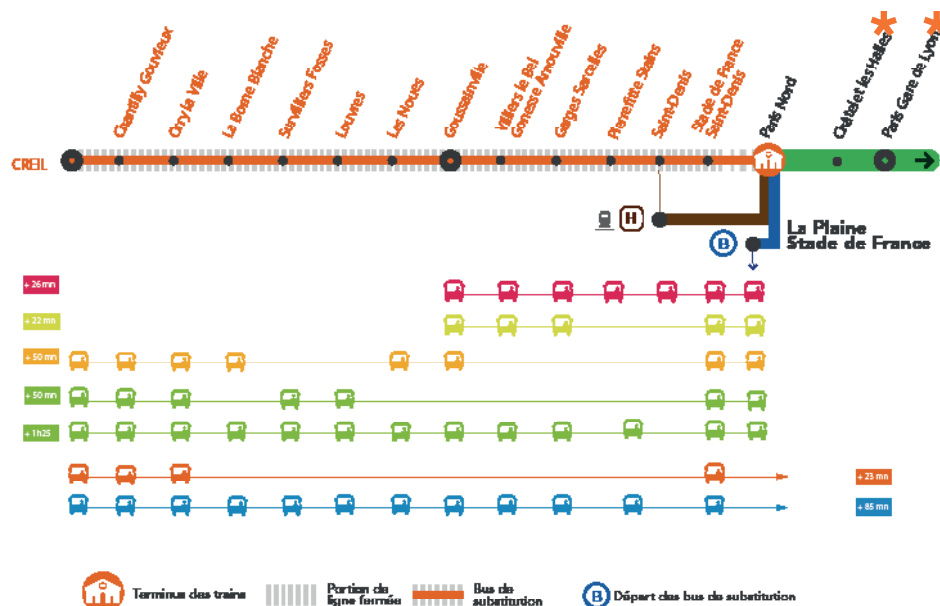 Chantilly Gouvieux
Orry la Ville
La Borne Blanche
Survilliers Fosses
Louvres
Les Noues
Goussainville
Villiers le Bel
Gonesse Arnouville
Garges Sarcelles
Pierrefitte Stains
Saint-Denis
Stade de France
Saint-Denis
Paris Nord
Châtelet les Halles
Paris Gare de Lyon
CREIL
H
B
La Plaine
Stade de France
+ 26 mn
+ 22 mn
+ 50 mn
+ 50 mn
+ 1h25
+ 23 mn
+ 85 mn
Terminus des trains
Portion de
ligne fermée
Bus de
substitution
B
Départ des bus de substitution